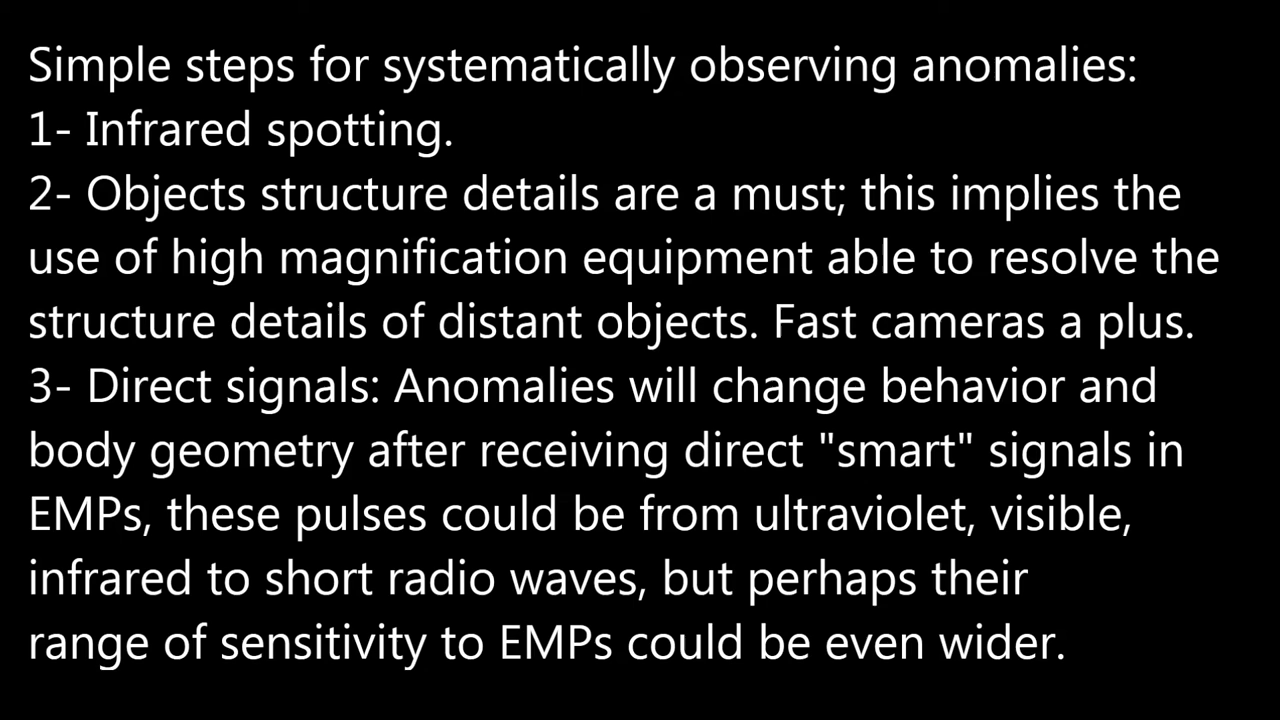 Simple steps for systematically observing anomalies:
1- Infrared spotting.
2- Objects structure details are a must; this implies the
use of high magnification equipment able to resolve the
structure details of distant objects. Fast cameras a plus.
3- Direct signals: Anomalies will change behavior and
body geometry after receiving direct "smart" signals in
EMPs, these pulses could be from ultraviolet, visible,
infrared to short radio waves, but perhaps their
range of sensitivity to EMPs could be even wider.